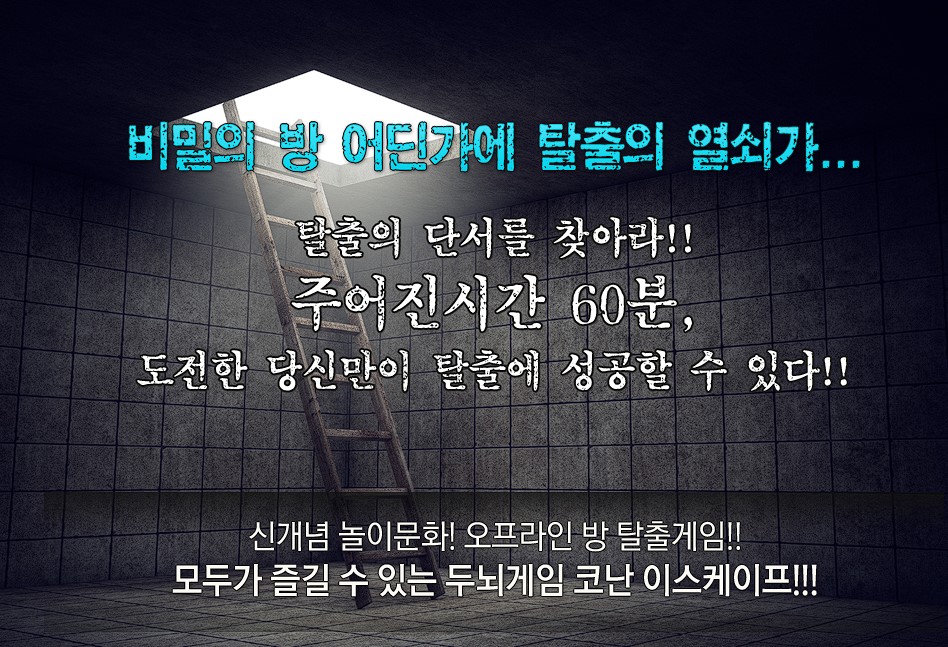 비밀의 방 어딘가에 탈출의 열쇠가...
탈출의 단서를 찾아라!!
주어진시간 60분,
도전한 당신만이 탈출에 성공할 수 있다!!
신개념 놀이문화! 오프라인 방 탈출게임!!
모두가 즐길 수 있는 두뇌게임 코난 이스케이프!!!